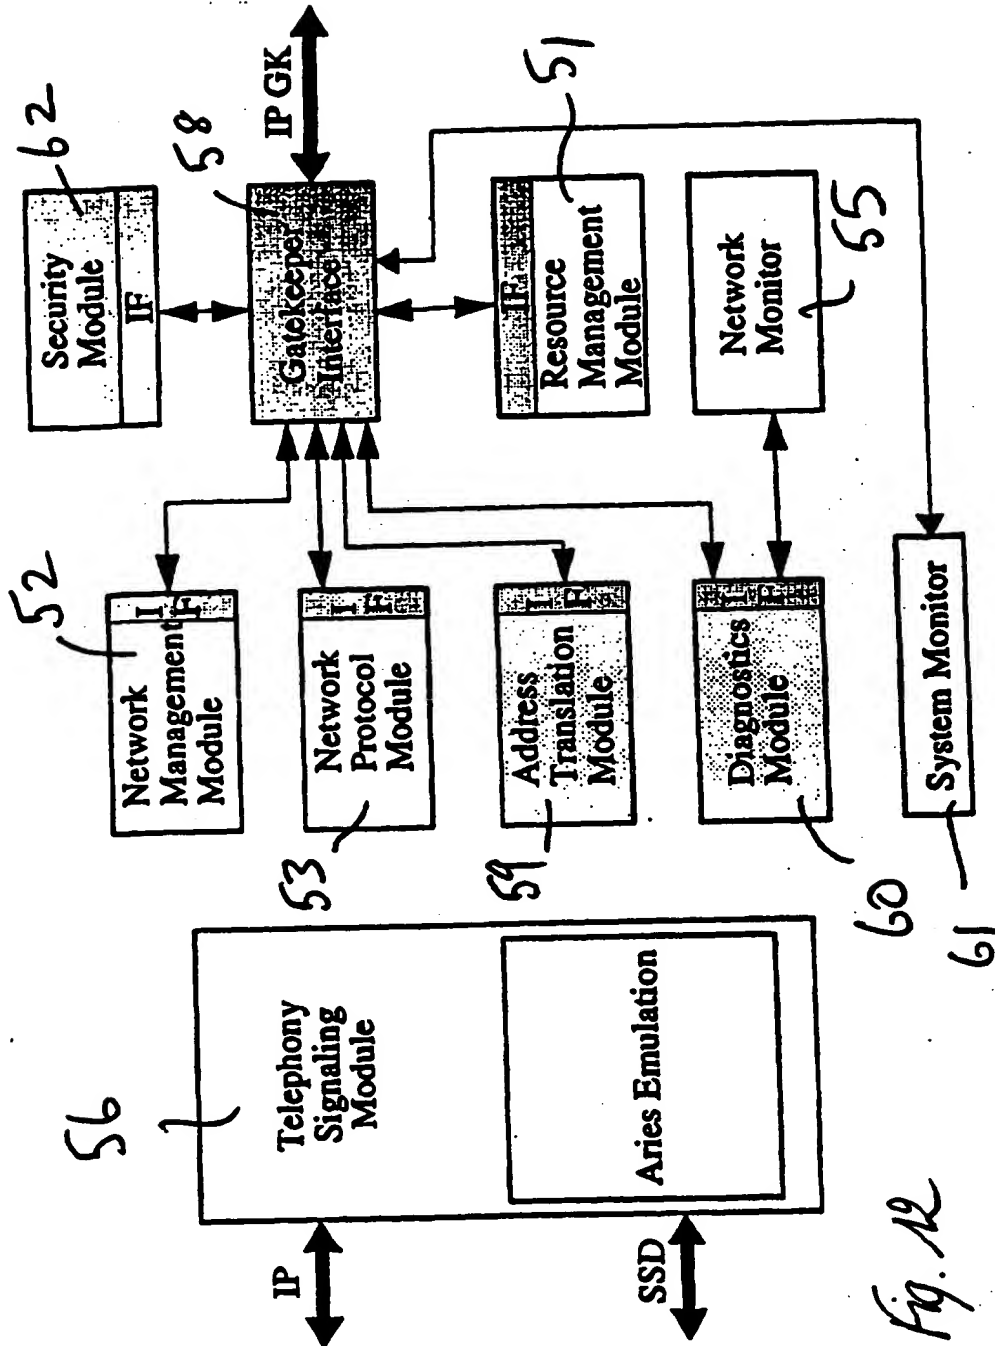 56
IP
Telephony
Signaling
Module
SSD
Aries Emulation
52
Network
Management
Module
I
F
53
Network
Protocol
Module
I
F
59
Address
Translation
Module
I
F
60
Diagnostics
Module
I
F
61
System Monitor
62
Security
Module
IF
58
Gatekeeper
Interface
IP GK
51
IF
Resource
Management
Module
55
Network
Monitor
Fig. 12